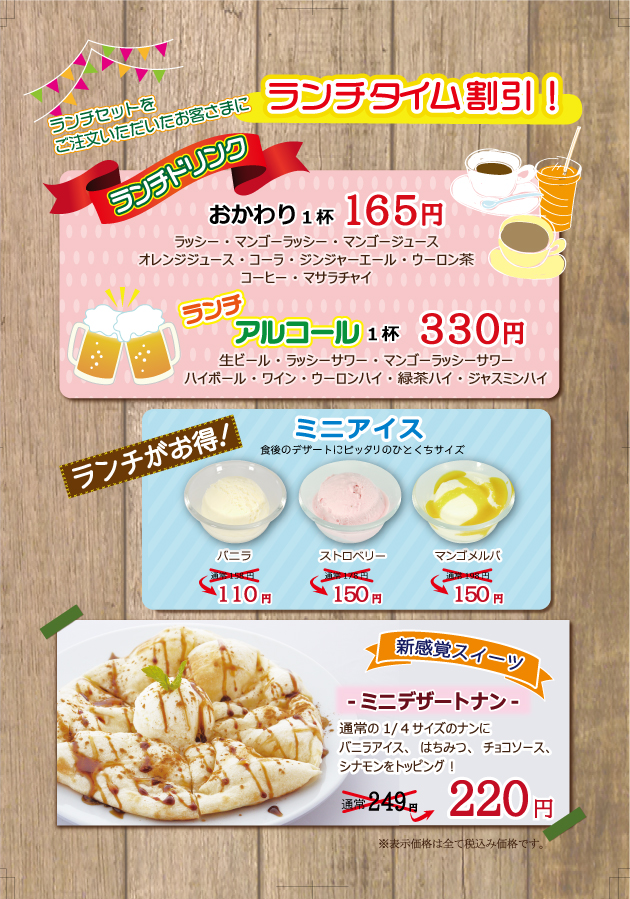 ランチセットを
ご注文いただいたお客さまに
ランチタイム割引！
ランチドリンク
おかわり1杯 165円
ラッシー・マンゴーラッシー・マンゴージュース
オレンジジュース・コーラ・ジンジャーエール・ウーロン茶
コーヒー・マサラチャイ
ランチ
アルコール 1杯 330円
生ビール・ラッシーサワー・マンゴーラッシーサワー
ハイボール・ワイン・ウーロンハイ・緑茶ハイ・ジャスミンハイ
ランチがお得！
ミニアイス
食後のデザートにピッタリのひとくちサイズ
バニラ ストロベリー マンゴメルバ
110円 150円 150円
新感覚スイーツ
- ミニデザートナン -
通常の1/4サイズのナンに
バニラアイス、はちみつ、チョコソース、
シナモンをトッピング！
通常249円 220円
※表示価格は全て税込み価格です。